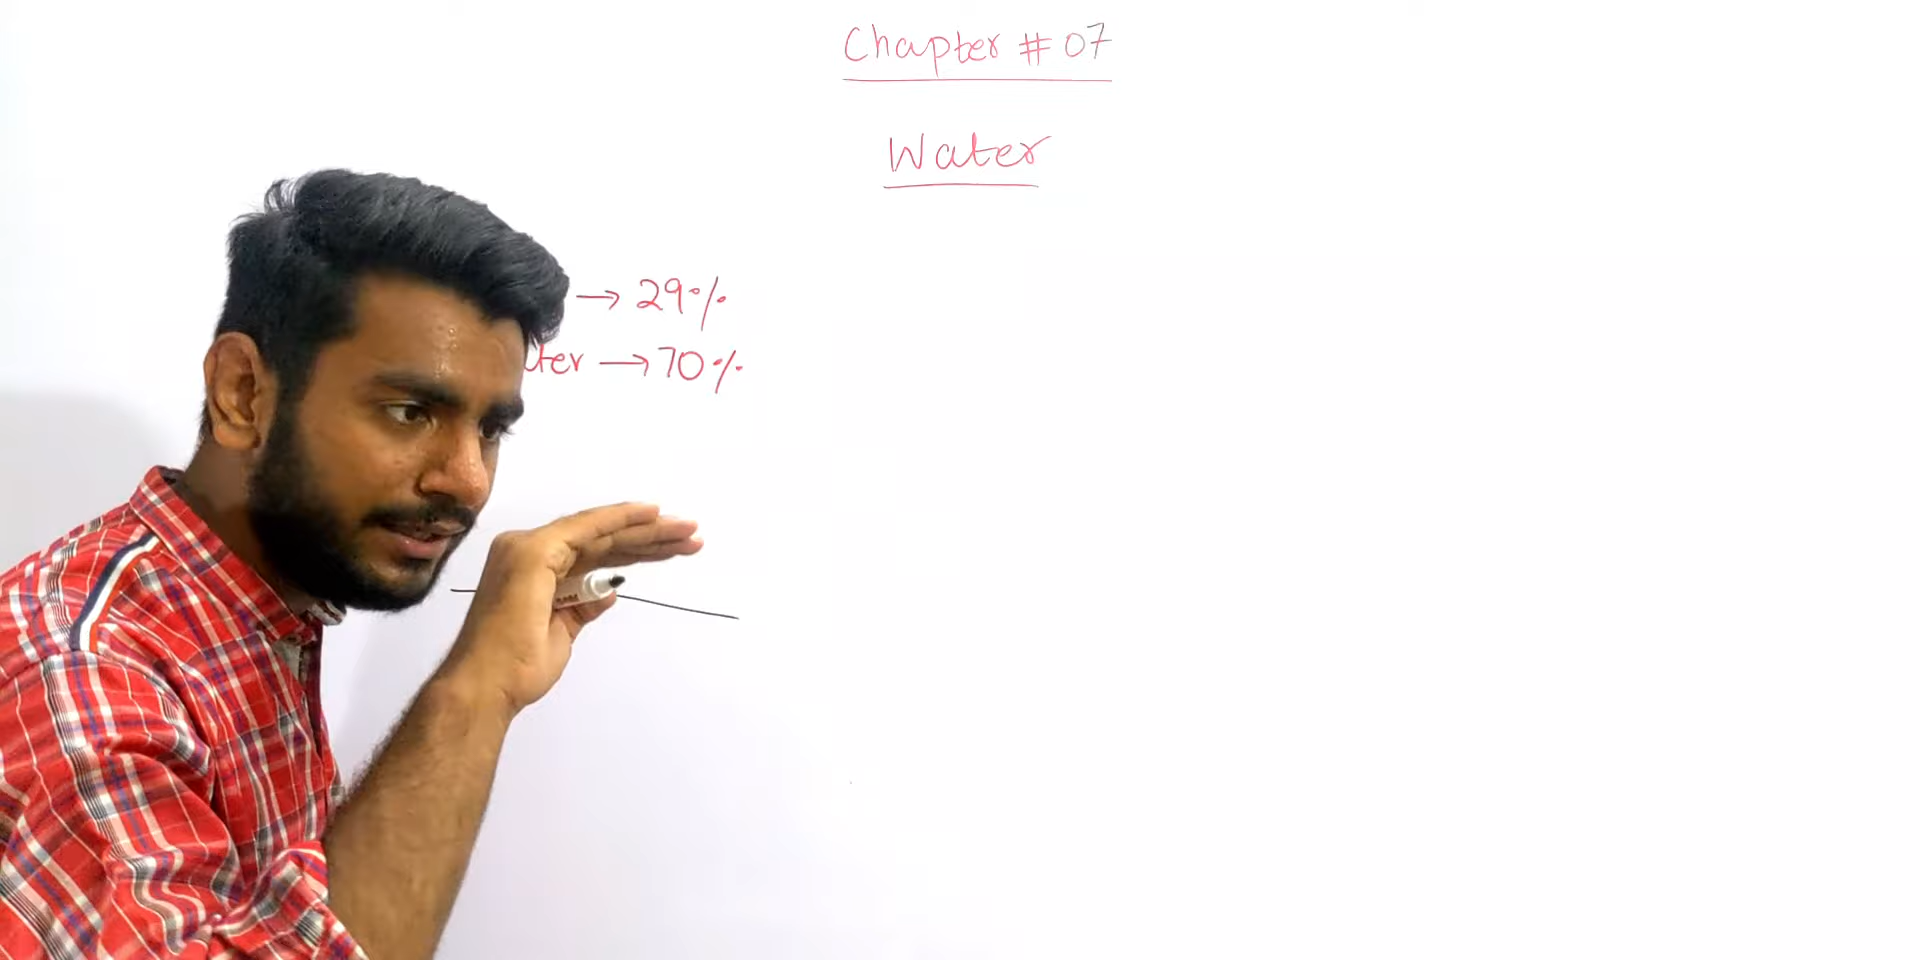 Chapter # 07
Water
→ 29%
ter → 70%